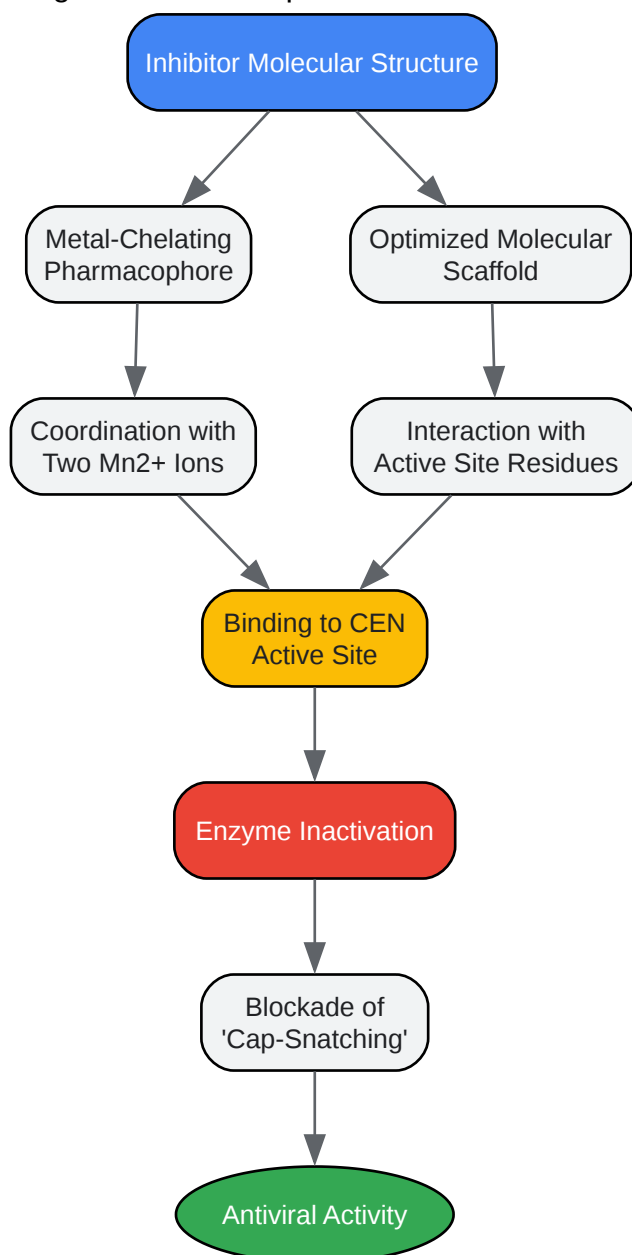 Inhibitor Molecular Structure
Metal-Chelating
Pharmacophore
Optimized Molecular
Scaffold
Coordination with
Two Mn2+ Ions
Interaction with
Active Site Residues
Binding to CEN
Active Site
Enzyme Inactivation
Blockade of
'Cap-Snatching'
Antiviral Activity